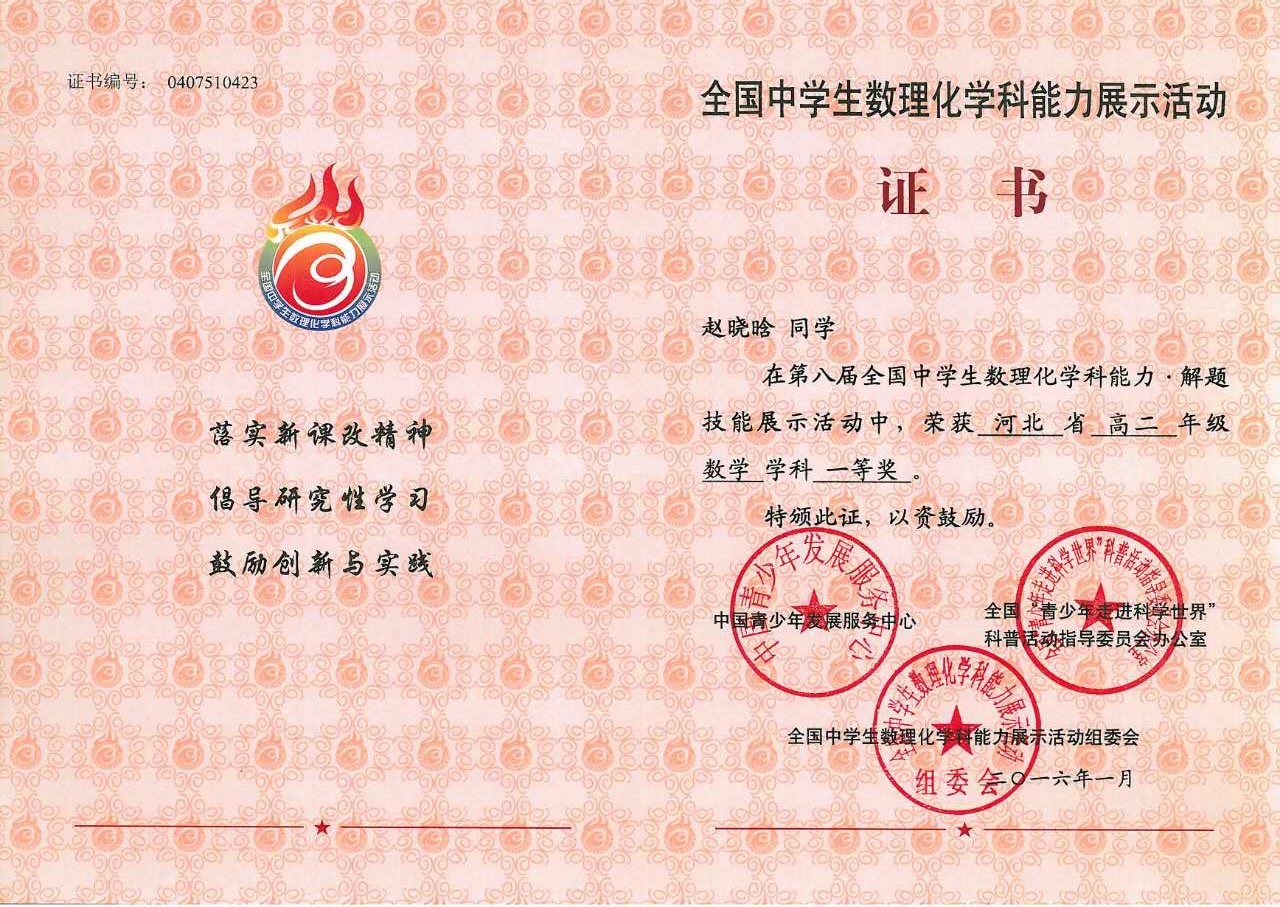 证书编号： 0407510423
全国中学生数理化学科能力展示活动
落实新课改精神
倡导研究性学习
鼓励创新与实践
全国中学生数理化学科能力展示活动
证 书
赵晓晗 同学
在第八届全国中学生数理化学科能力·解题
技能展示活动中，荣获 河北 省 高二 年级
数学 学科 一等奖 。
特颁此证，以资鼓励。
中国青少年发展服务中心
中国青少年发展服务中心
全国“青少年走进科学世界”科普活动指导委员会办公室
全国“青少年走进科学世界”
科普活动指导委员会办公室
全国中学生数理化学科能力展示活动
组委会
全国中学生数理化学科能力展示活动组委会
二〇一六年一月